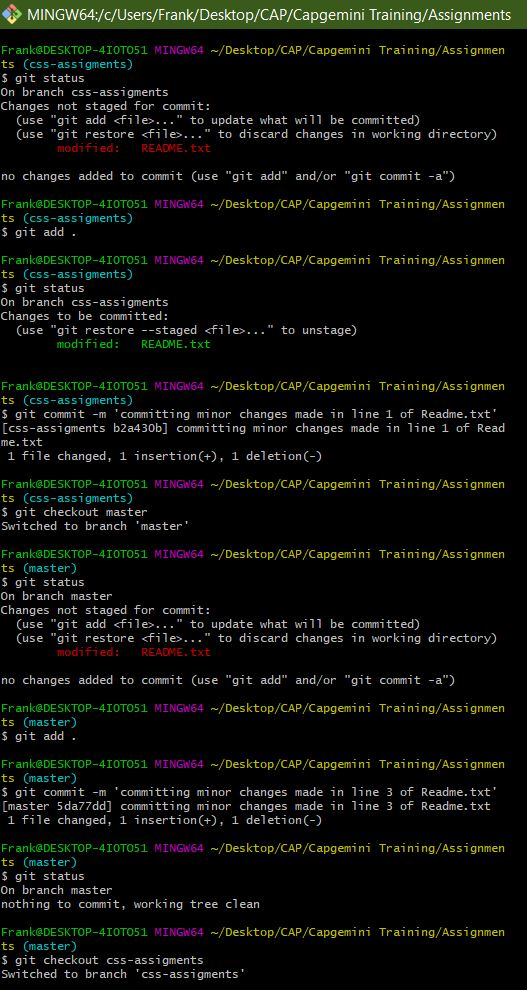 MINGW64:/c/Users/Frank/Desktop/CAP/Capgemini Training/Assignments
Frank@DESKTOP-4IOTO51 MINGW64 ~/Desktop/CAP/Capgemini Training/Assignmen
ts (css-assigments)
$ git status
On branch css-assigments
Changes not staged for commit:
  (use "git add <file>..." to update what will be committed)
  (use "git restore <file>..." to discard changes in working directory)
        modified:   README.txt
no changes added to commit (use "git add" and/or "git commit -a")
Frank@DESKTOP-4IOTO51 MINGW64 ~/Desktop/CAP/Capgemini Training/Assignmen
ts (css-assigments)
$ git add .
Frank@DESKTOP-4IOTO51 MINGW64 ~/Desktop/CAP/Capgemini Training/Assignmen
ts (css-assigments)
$ git status
On branch css-assigments
Changes to be committed:
  (use "git restore --staged <file>..." to unstage)
        modified:   README.txt
Frank@DESKTOP-4IOTO51 MINGW64 ~/Desktop/CAP/Capgemini Training/Assignmen
ts (css-assigments)
$ git commit -m 'committing minor changes made in line 1 of Readme.txt'
[css-assigments b2a430b] committing minor changes made in line 1 of Read
me.txt
 1 file changed, 1 insertion(+), 1 deletion(-)
Frank@DESKTOP-4IOTO51 MINGW64 ~/Desktop/CAP/Capgemini Training/Assignmen
ts (css-assigments)
$ git checkout master
Switched to branch 'master'
Frank@DESKTOP-4IOTO51 MINGW64 ~/Desktop/CAP/Capgemini Training/Assignmen
ts (master)
$ git status
On branch master
Changes not staged for commit:
  (use "git add <file>..." to update what will be committed)
  (use "git restore <file>..." to discard changes in working directory)
        modified:   README.txt
no changes added to commit (use "git add" and/or "git commit -a")
Frank@DESKTOP-4IOTO51 MINGW64 ~/Desktop/CAP/Capgemini Training/Assignmen
ts (master)
$ git add .
Frank@DESKTOP-4IOTO51 MINGW64 ~/Desktop/CAP/Capgemini Training/Assignmen
ts (master)
$ git commit -m 'committing minor changes made in line 3 of Readme.txt'
[master 5da77dd] committing minor changes made in line 3 of Readme.txt
 1 file changed, 1 insertion(+), 1 deletion(-)
Frank@DESKTOP-4IOTO51 MINGW64 ~/Desktop/CAP/Capgemini Training/Assignmen
ts (master)
$ git status
On branch master
nothing to commit, working tree clean
Frank@DESKTOP-4IOTO51 MINGW64 ~/Desktop/CAP/Capgemini Training/Assignmen
ts (master)
$ git checkout css-assigments
Switched to branch 'css-assigments'